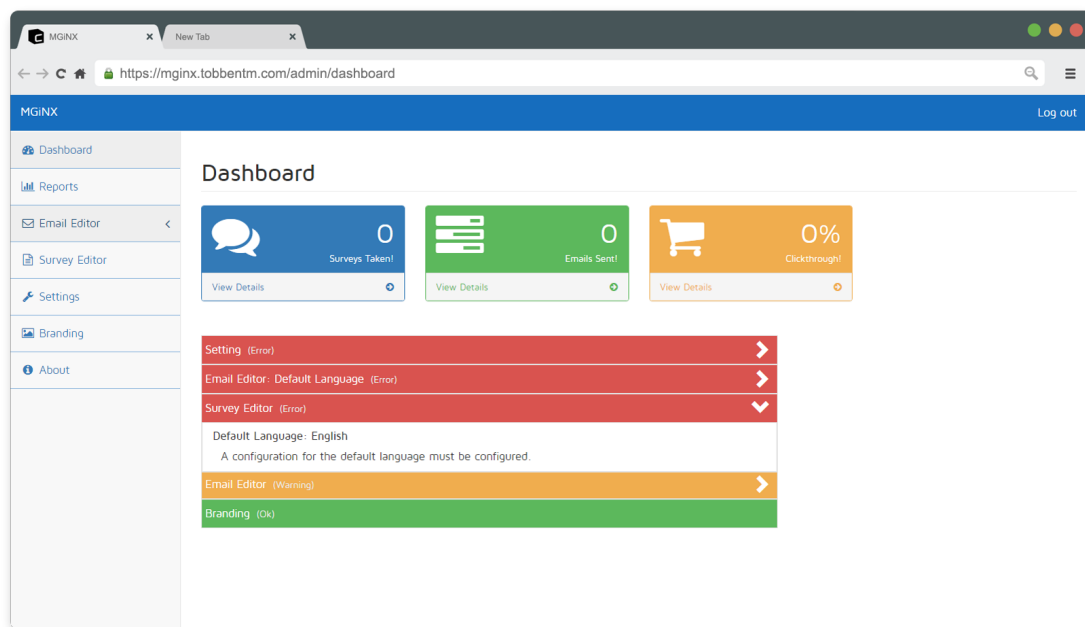 MGiNX
New Tab
https://mginx.tobbentm.com/admin/dashboard
MGiNX
Log out
Dashboard
Reports
Email Editor
Survey Editor
Settings
Branding
About
Dashboard
0
Surveys Taken!
View Details
0
Emails Sent!
View Details
0%
Clickthrough!
View Details
Setting (Error)
Email Editor: Default Language (Error)
Survey Editor (Error)
Default Language: English
A configuration for the default language must be configured.
Email Editor (Warning)
Branding (Ok)